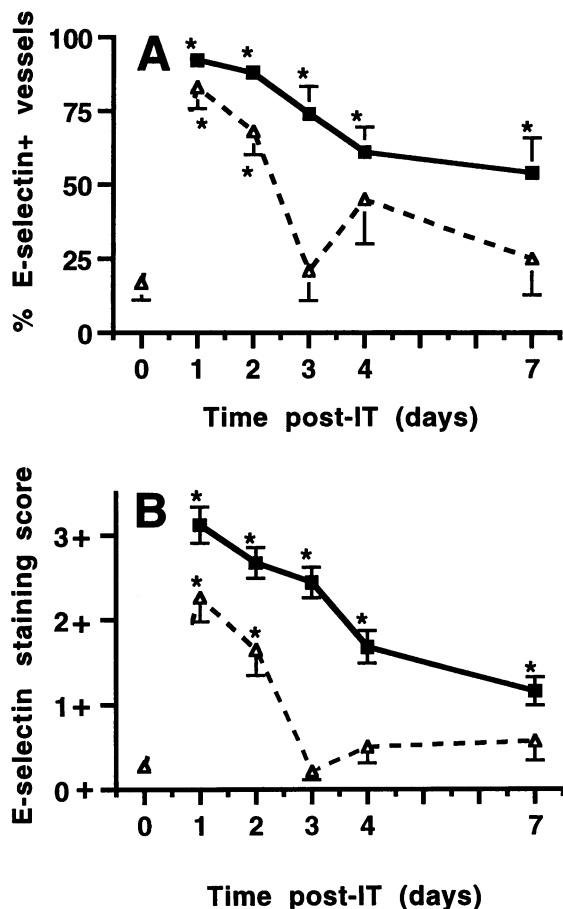 A
% E-selectin+ vessels
100
75
50
25
0
* * * * *
* *
0 1 2 3 4 7
Time post-IT (days)
B
E-selectin staining score
3+
2+
1+
0+
* * * * *
* *
0 1 2 3 4 7
Time post-IT (days)